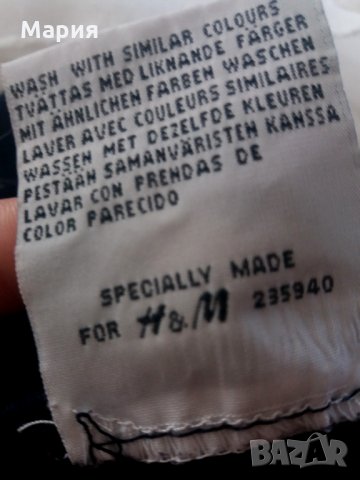 Мария
WASH WITH SIMILAR COLOURS
TVÄTTAS MED LIKNANDE FÄRGER
MIT ÄHNLICHEN FARBEN WASCHEN
LAVER AVEC COULEURS SIMILAIRES
WASSEN MET DEZELFDE KLEUREN
PESTÄÄN SAMANVÄRISTEN KANSSA
LAVAR CON PRENDAS DE
COLOR PARECIDO
SPECIALLY MADE
FOR H&M 235940
BAZAR